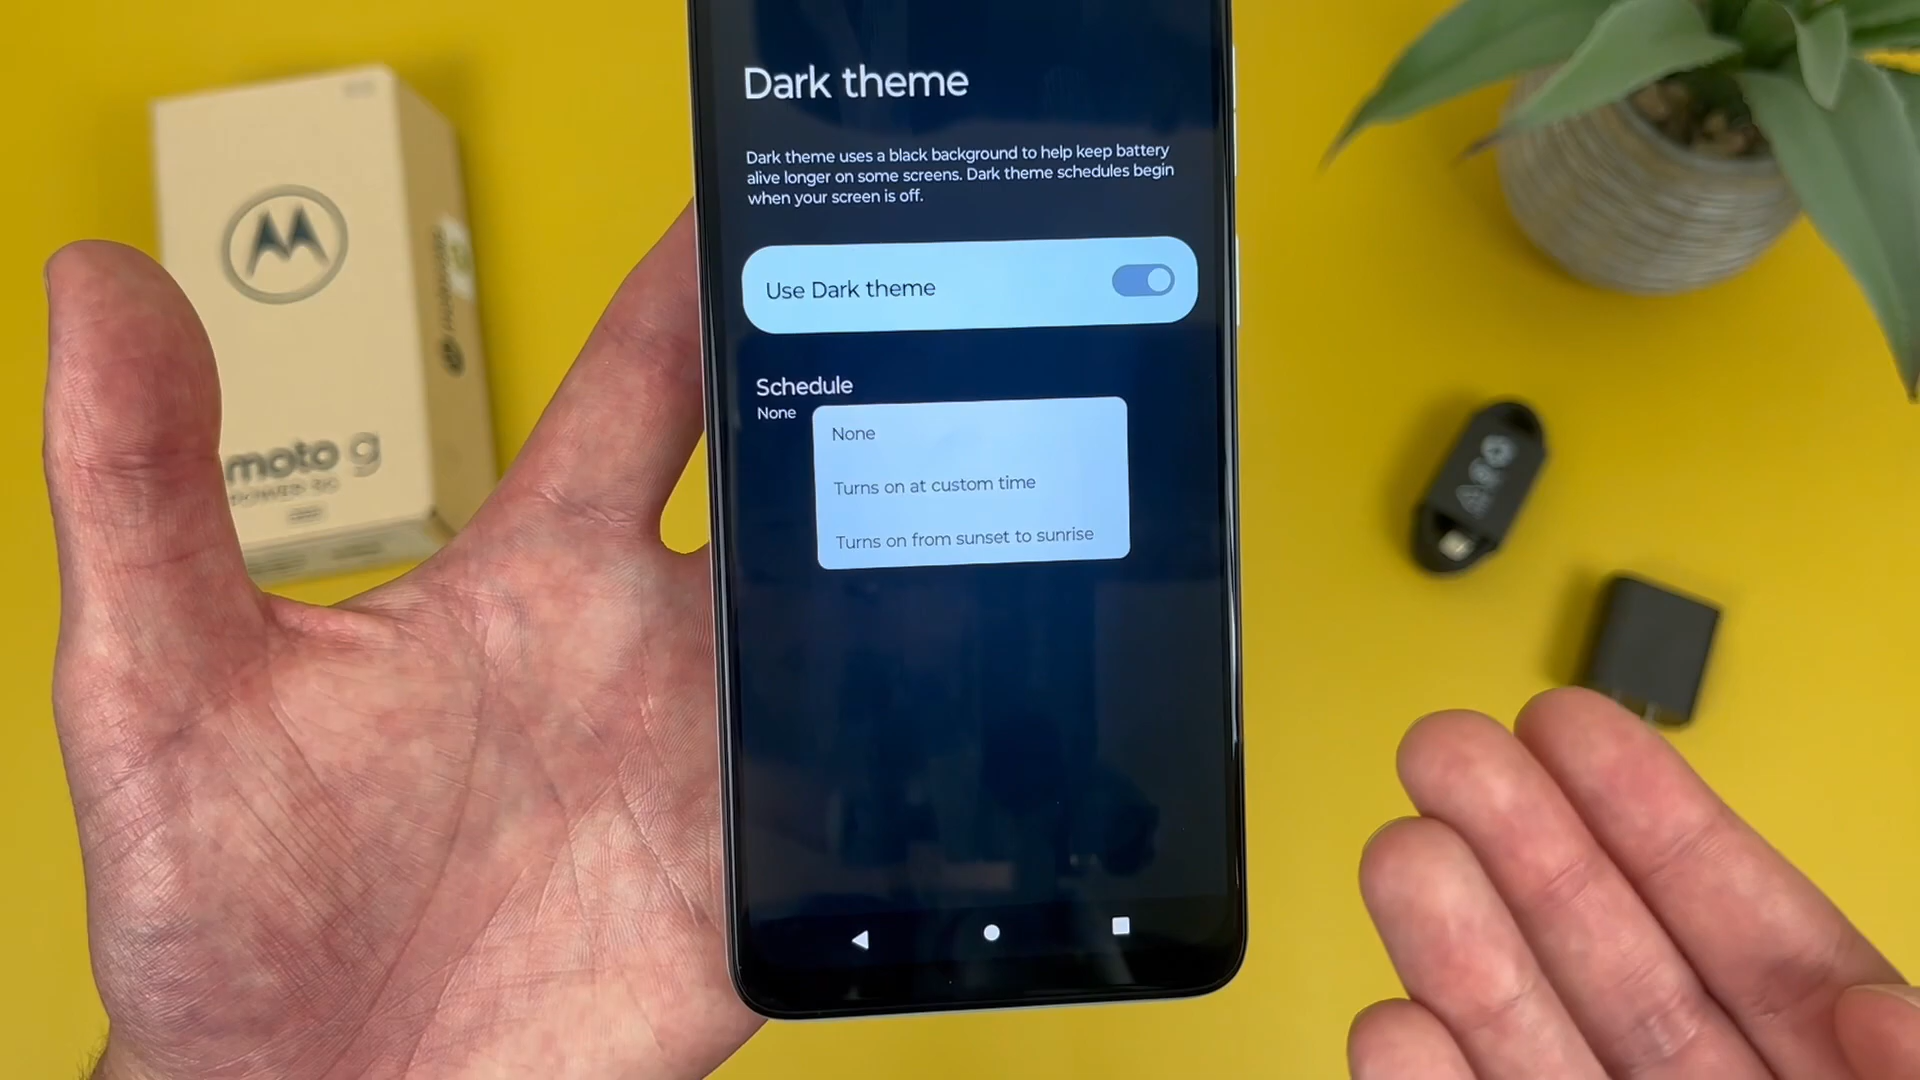 Dark theme
Dark theme uses a black background to help keep battery
alive longer on some screens. Dark theme schedules begin
when your screen is off.
Use Dark theme
Schedule
None
None
Turns on at custom time
Turns on from sunset to sunrise
moto g
POWER 5G